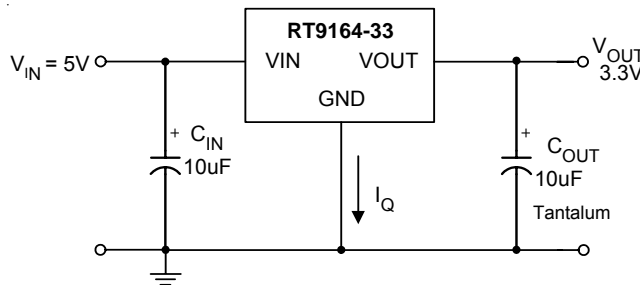 RT9164-33
V_IN = 5V
VIN
VOUT
V_OUT
3.3V
GND
+
C_IN
10uF
I_Q
+
C_OUT
10uF
Tantalum